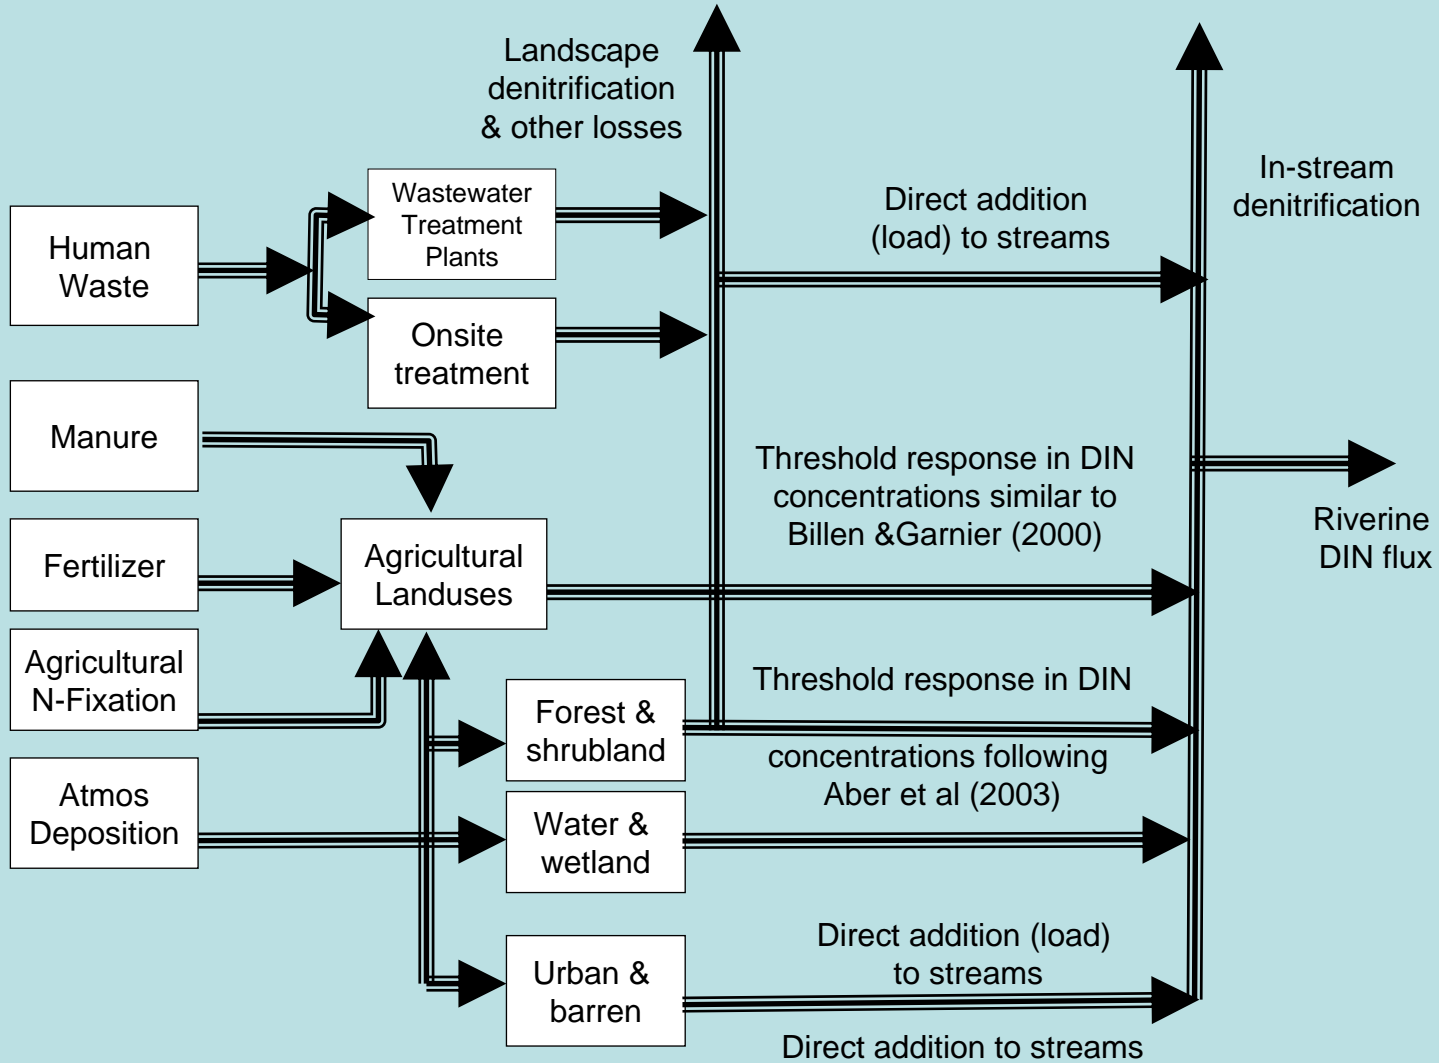 Landscape
denitrification
& other losses
In-stream
denitrification
Human
Waste
Wastewater
Treatment
Plants
Direct addition
(load) to streams
Onsite
treatment
Manure
Threshold response in DIN
concentrations similar to
Billen &Garnier (2000)
Riverine
DIN flux
Fertilizer
Agricultural
Landuses
Agricultural
N-Fixation
Forest &
shrubland
Threshold response in DIN
concentrations following
Aber et al (2003)
Atmos
Deposition
Water &
wetland
Direct addition (load)
to streams
Urban &
barren
Direct addition to streams